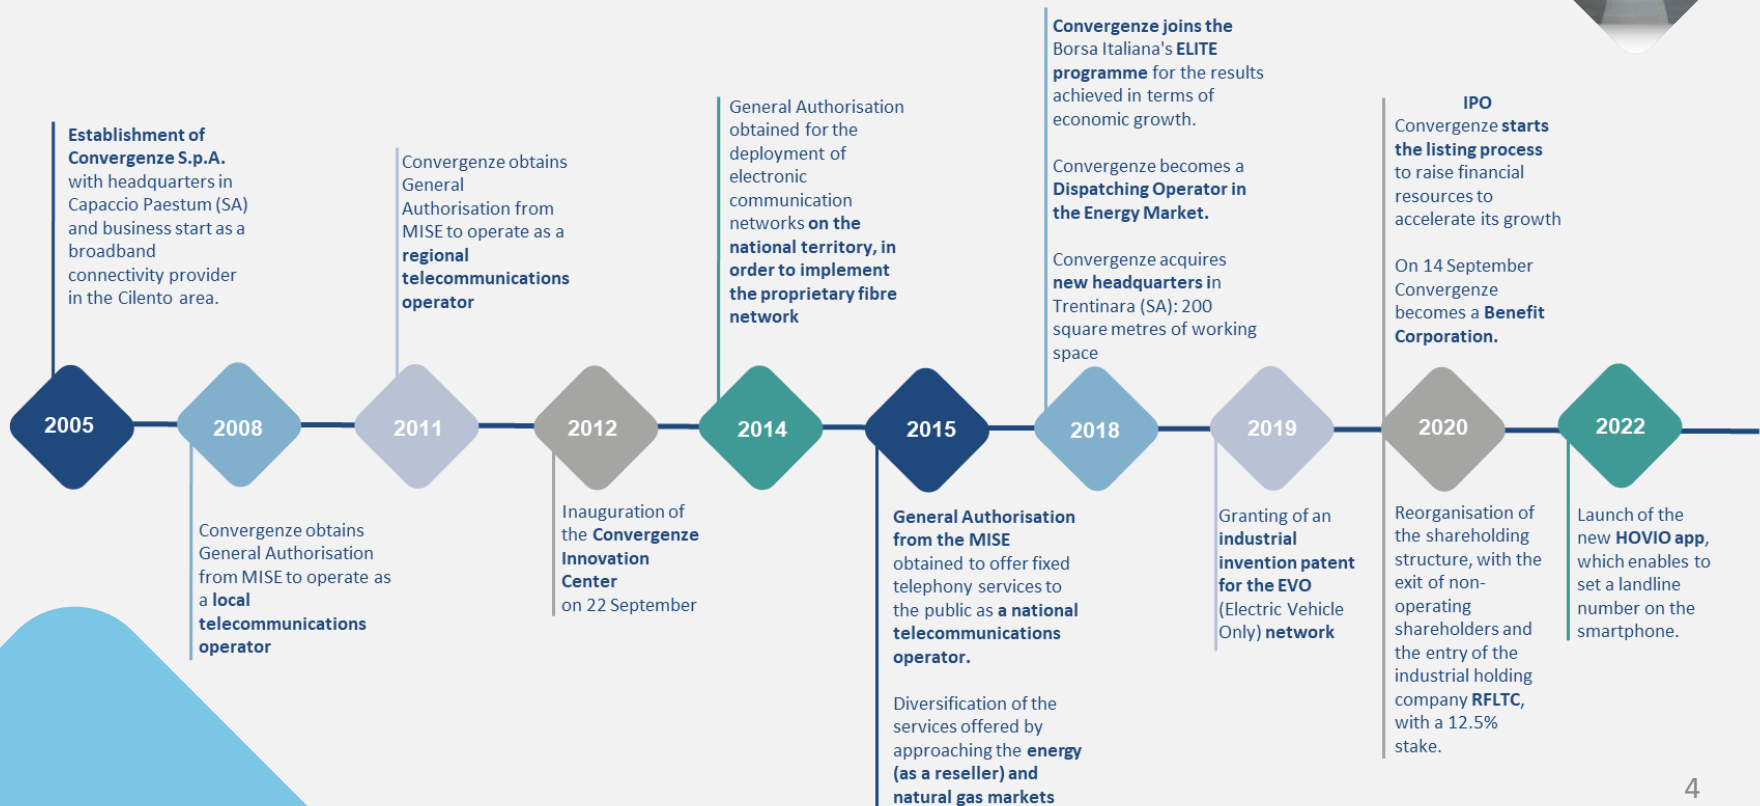 Establishment of
Convergenze S.p.A.
with headquarters in
Capaccio Paestum (SA)
and business start as a
broadband
connectivity provider
in the Cilento area.
Convergenze obtains
General
Authorisation from
MISE to operate as a
regional
telecommunications
operator
General Authorisation
obtained for the
deployment of
electronic
communication
networks on the
national territory, in
order to implement
the proprietary fibre
network
Convergenze joins the
Borsa Italiana's ELITE
programme for the results
achieved in terms of
economic growth.
Convergenze becomes a
Dispatching Operator in
the Energy Market.
Convergenze acquires
new headquarters in
Trentinara (SA): 200
square metres of working
space
IPO
Convergenze starts
the listing process
to raise financial
resources to
accelerate its growth
On 14 September
Convergenze
becomes a Benefit
Corporation.
2005
2008
2011
2012
2014
2015
2018
2019
2020
2022
Convergenze obtains
General Authorisation
from MISE to operate as
a local
telecommunications
operator
Inauguration of
the Convergenze
Innovation
Center
on 22 September
General Authorisation
from the MISE
obtained to offer fixed
telephony services to
the public as a national
telecommunications
operator.
Diversification of the
services offered by
approaching the energy
(as a reseller) and
natural gas markets
Granting of an
industrial
invention patent
for the EVO
(Electric Vehicle
Only) network
Reorganisation of
the shareholding
structure, with the
exit of non-
operating
shareholders and
the entry of the
industrial holding
company RFLTC,
with a 12.5%
stake.
Launch of the
new HOVIO app,
which enables to
set a landline
number on the
smartphone.
4